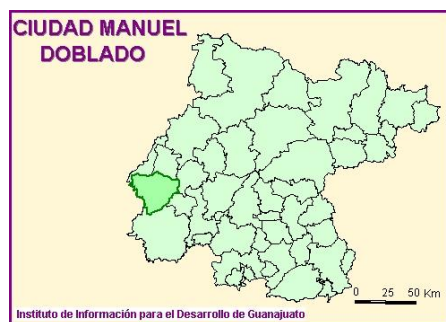 CIUDAD MANUEL
DOBLADO
0 25 50 Km
Instituto de Información para el Desarrollo de Guanajuato